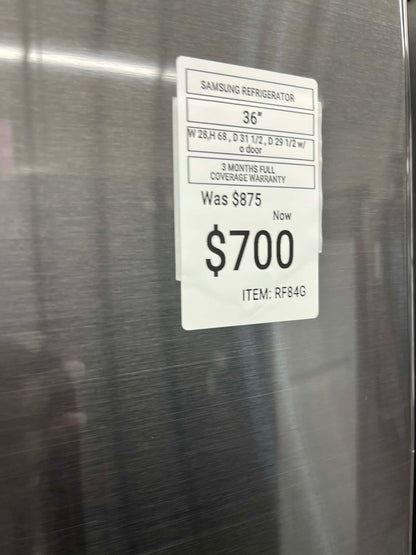 SAMSUNG REFRIGERATOR
36"
W 28,H 68 , D 31 1/2 , D 29 1/2 w/
o door
3 MONTHS FULL
COVERAGE WARRANTY
Was $875
Now
$700
ITEM: RF84G